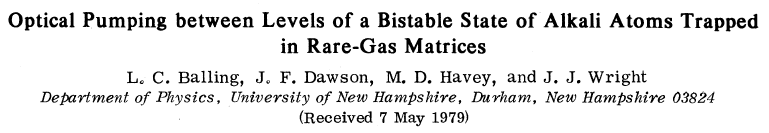 Optical Pumping between Levels of a Bistable State of Alkali Atoms Trapped
in Rare-Gas Matrices
L. C. Balling, J. F. Dawson, M. D. Havey, and J. J. Wright
Department of Physics, University of New Hampshire, Durham, New Hampshire 03824
(Received 7 May 1979)